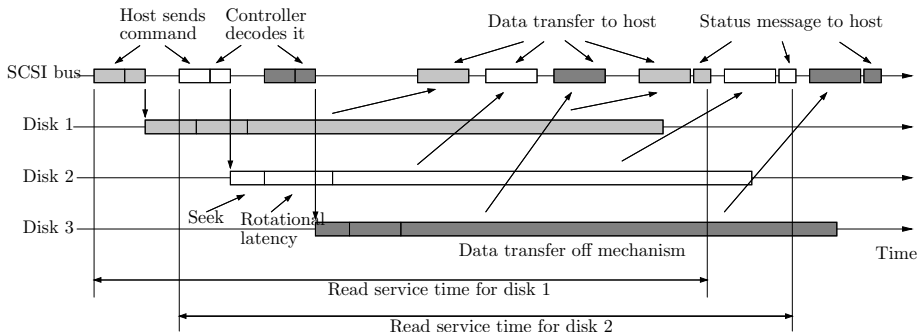 Host sends
command
Controller
decodes it
Data transfer to host
Status message to host
SCSI bus
Disk 1
Disk 2
Seek
Rotational
latency
Disk 3
Data transfer off mechanism
Time
Read service time for disk 1
Read service time for disk 2